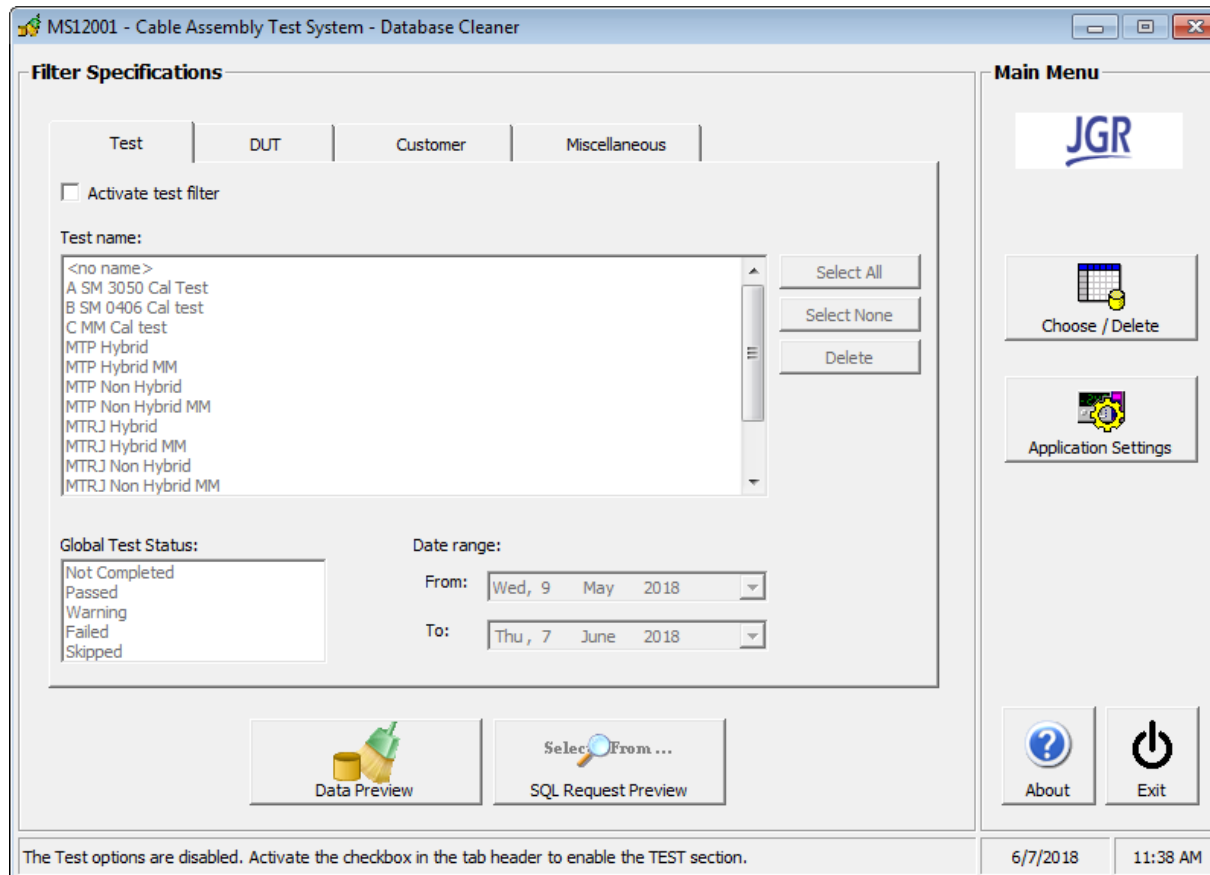 MS12001 - Cable Assembly Test System - Database Cleaner
Filter Specifications
Main Menu
Test
DUT
Customer
Miscellaneous
JGR
Activate test filter
Test name:
<no name>
A SM 3050 Cal Test
B SM 0406 Cal test
C MM Cal test
MTP Hybrid
MTP Hybrid MM
MTP Non Hybrid
MTP Non Hybrid MM
MTRJ Hybrid
MTRJ Hybrid MM
MTRJ Non Hybrid
MTRJ Non Hybrid MM
Select All
Select None
Delete
Choose / Delete
Application Settings
Global Test Status:
Not Completed
Passed
Warning
Failed
Skipped
Date range:
From:
Wed, 9 May 2018
To:
Thu, 7 June 2018
Data Preview
Select From ...
SQL Request Preview
About
Exit
The Test options are disabled. Activate the checkbox in the tab header to enable the TEST section.
6/7/2018
11:38 AM